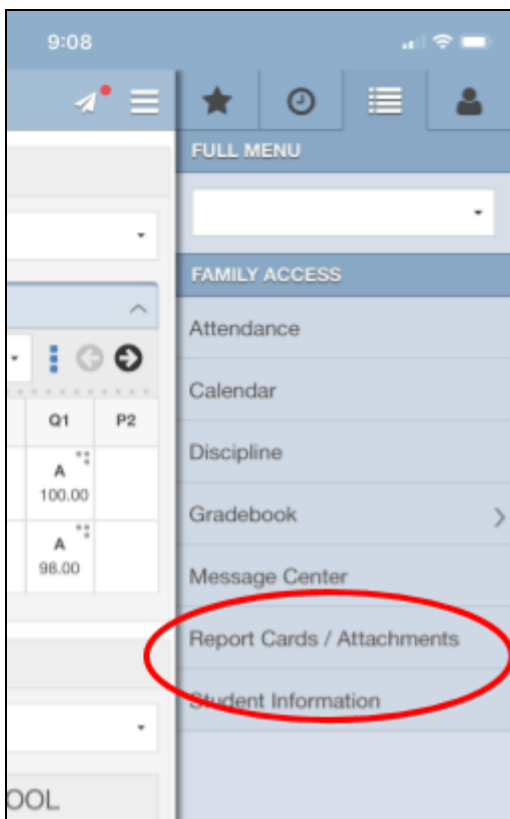 9:08
FULL MENU
FAMILY ACCESS
Attendance
Calendar
Discipline
Gradebook
Message Center
Report Cards / Attachments
Student Information
Q1 P2
A
100.00
A
98.00
OOL